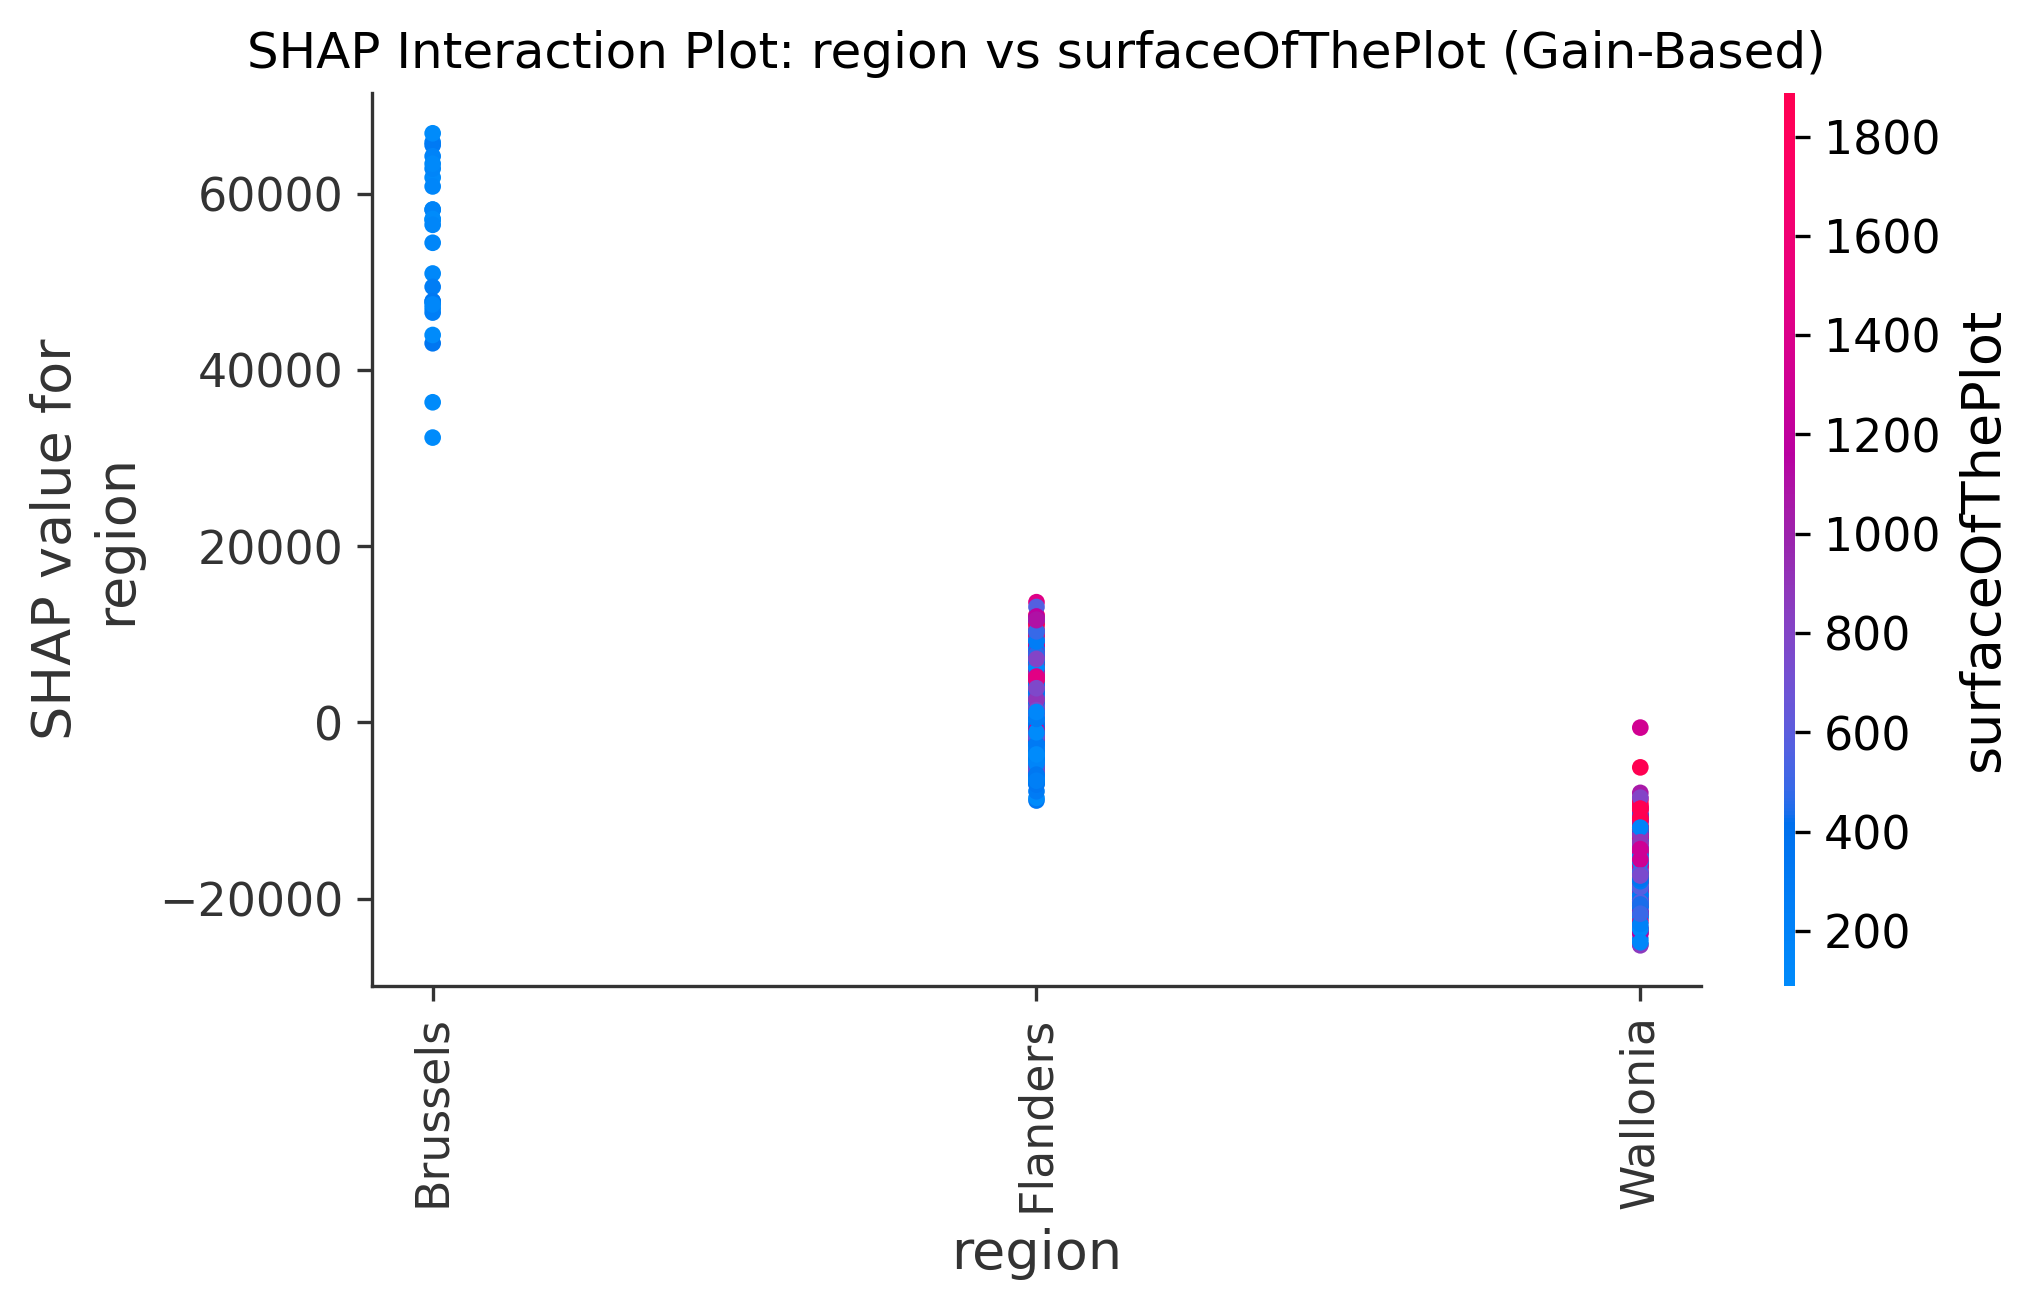 SHAP Interaction Plot: region vs surfaceOfThePlot (Gain-Based)
SHAP value for
region
60000
40000
20000
0
−20000
Brussels
Flanders
Wallonia
region
1800
1600
1400
1200
1000
800
600
400
200
surfaceOfThePlot